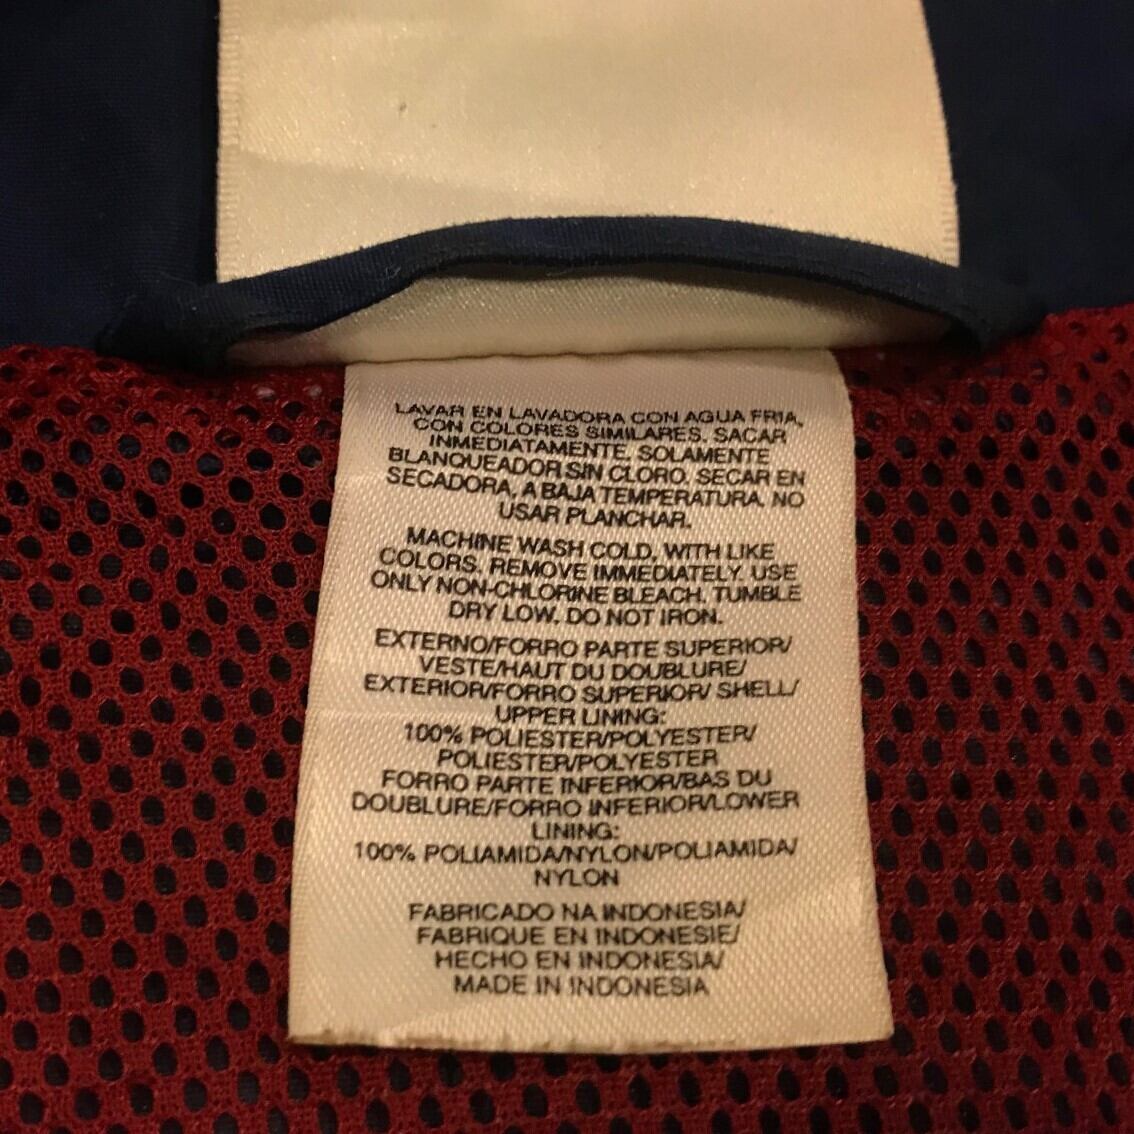 LAVAR EN LAVADORA CON AGUA FRIA,
CON COLORES SIMILARES. SACAR
INMEDIATAMENTE. SOLAMENTE
BLANQUEADOR SIN CLORO. SECAR EN
SECADORA, A BAJA TEMPERATURA. NO
USAR PLANCHAR.
MACHINE WASH COLD, WITH LIKE
COLORS. REMOVE IMMEDIATELY. USE
ONLY NON-CHLORINE BLEACH. TUMBLE
DRY LOW. DO NOT IRON.
EXTERNO/FORRO PARTE SUPERIOR/
VESTE/HAUT DU DOUBLURE/
EXTERIOR/FORRO SUPERIOR/ SHELL/
UPPER LINING:
100% POLIESTER/POLYESTER/
POLIESTER/POLYESTER
FORRO PARTE INFERIOR/BAS DU
DOUBLURE/FORRO INFERIOR/LOWER
LINING:
100% POLIAMIDA/NYLON/POLIAMIDA/
NYLON
FABRICADO NA INDONESIA/
FABRIQUE EN INDONESIE/
HECHO EN INDONESIA/
MADE IN INDONESIA